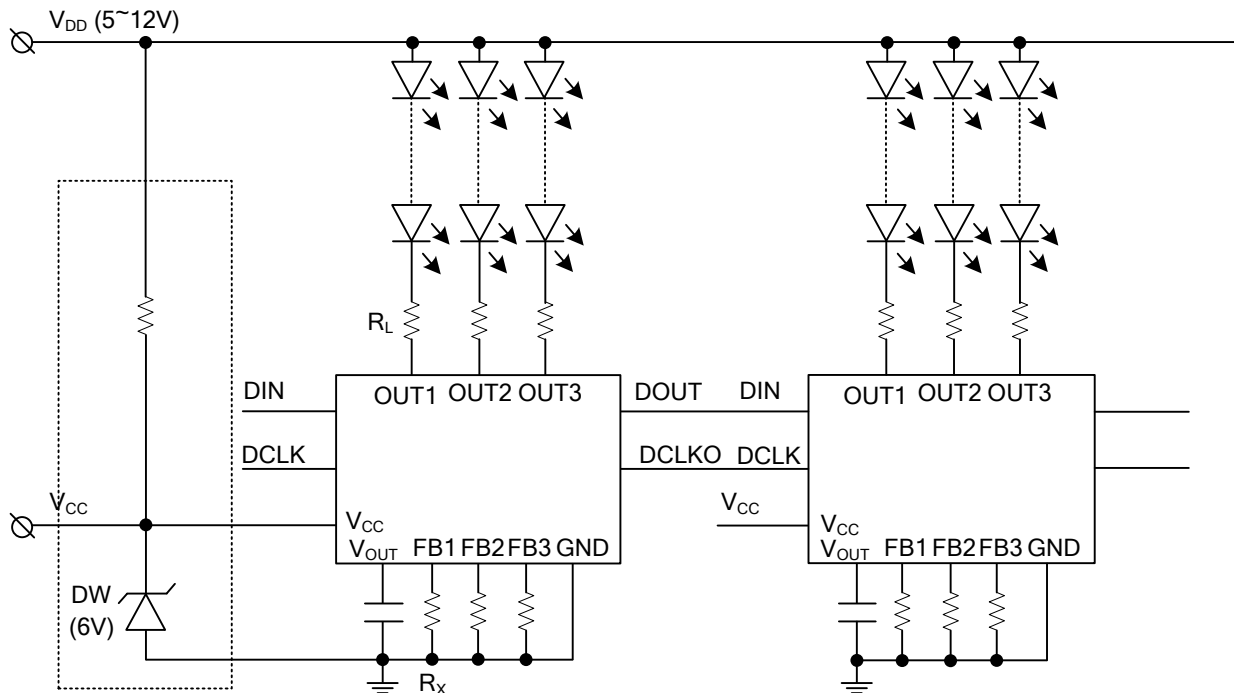 VDD (5~12V)
RL
DIN
OUT1 OUT2 OUT3
DOUT
DIN
OUT1 OUT2 OUT3
DCLK
DCLKO
DCLK
VCC
VCC
VCC
VCC
VOUT FB1 FB2 FB3 GND
VOUT FB1 FB2 FB3 GND
DW
(6V)
RX